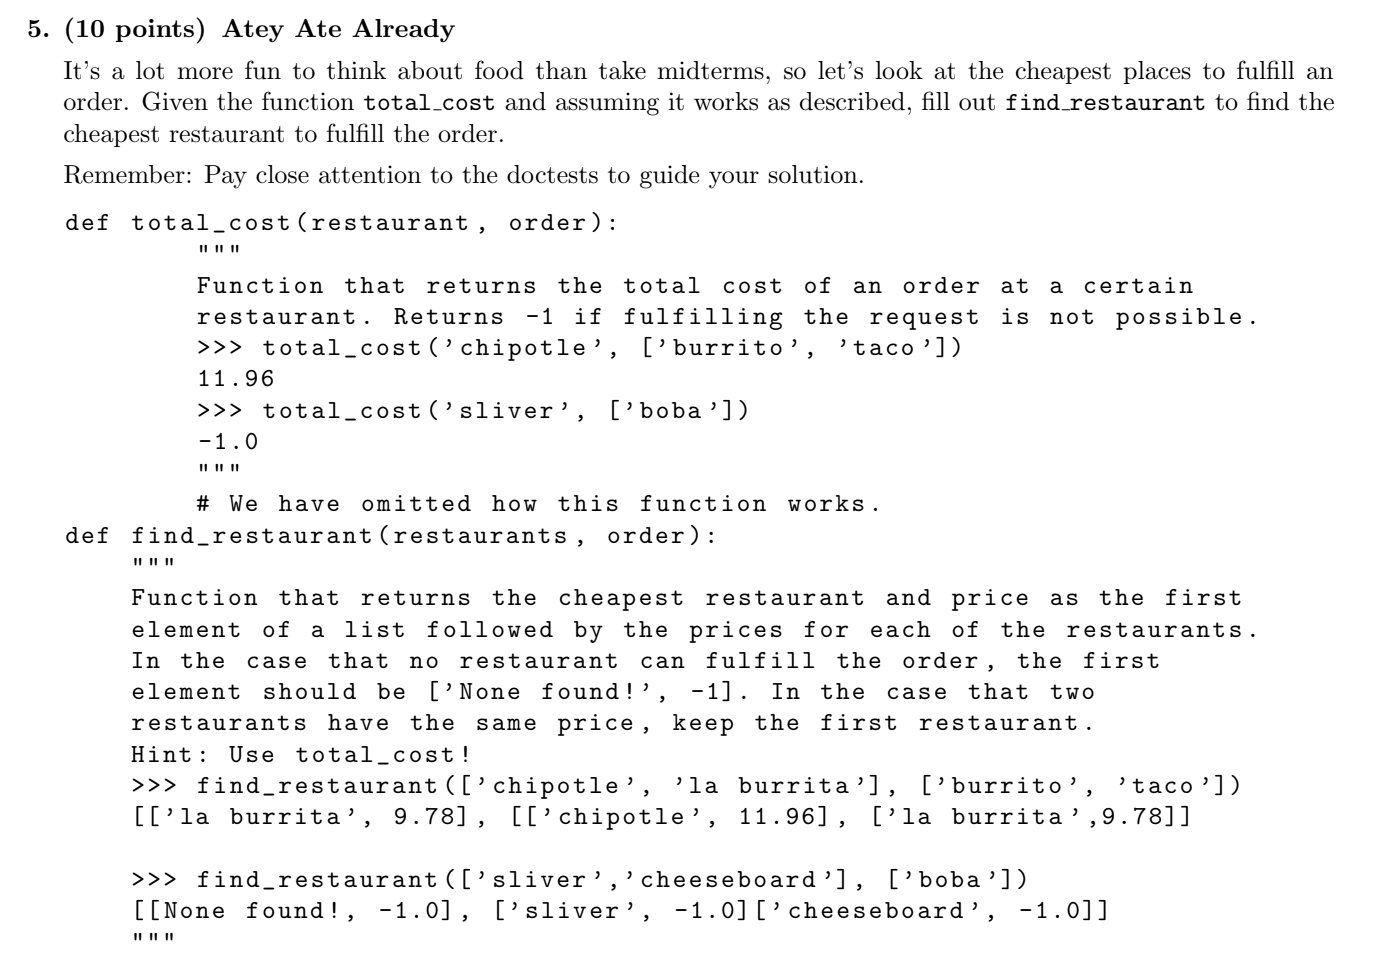 5. (10 points) Atey Ate Already
It's a lot more fun to think about food than take midterms, so let's look at the cheapest places to fulfill an
order. Given the function total_cost and assuming it works as described, fill out find_restaurant to find the
cheapest restaurant to fulfill the order.
Remember: Pay close attention to the doctests to guide your solution.
def total_cost(restaurant, order):
"""
Function that returns the total cost of an order at a certain
restaurant. Returns -1 if fulfilling the request is not possible.
>>> total_cost('chipotle', ['burrito', 'taco'])
11.96
>>> total_cost('sliver', ['boba'])
-1.0
"""
# We have omitted how this function works.
def find_restaurant(restaurants, order):
"""
Function that returns the cheapest restaurant and price as the first
element of a list followed by the prices for each of the restaurants.
In the case that no restaurant can fulfill the order, the first
element should be ['None found!', -1]. In the case that two
restaurants have the same price, keep the first restaurant.
Hint: Use total_cost!
>>> find_restaurant(['chipotle', 'la burrita'], ['burrito', 'taco'])
[['la burrita', 9.78], [['chipotle', 11.96], ['la burrita',9.78]]
>>> find_restaurant(['sliver','cheeseboard'], ['boba'])
[[None found!, -1.0], ['sliver', -1.0]['cheeseboard', -1.0]]
"""